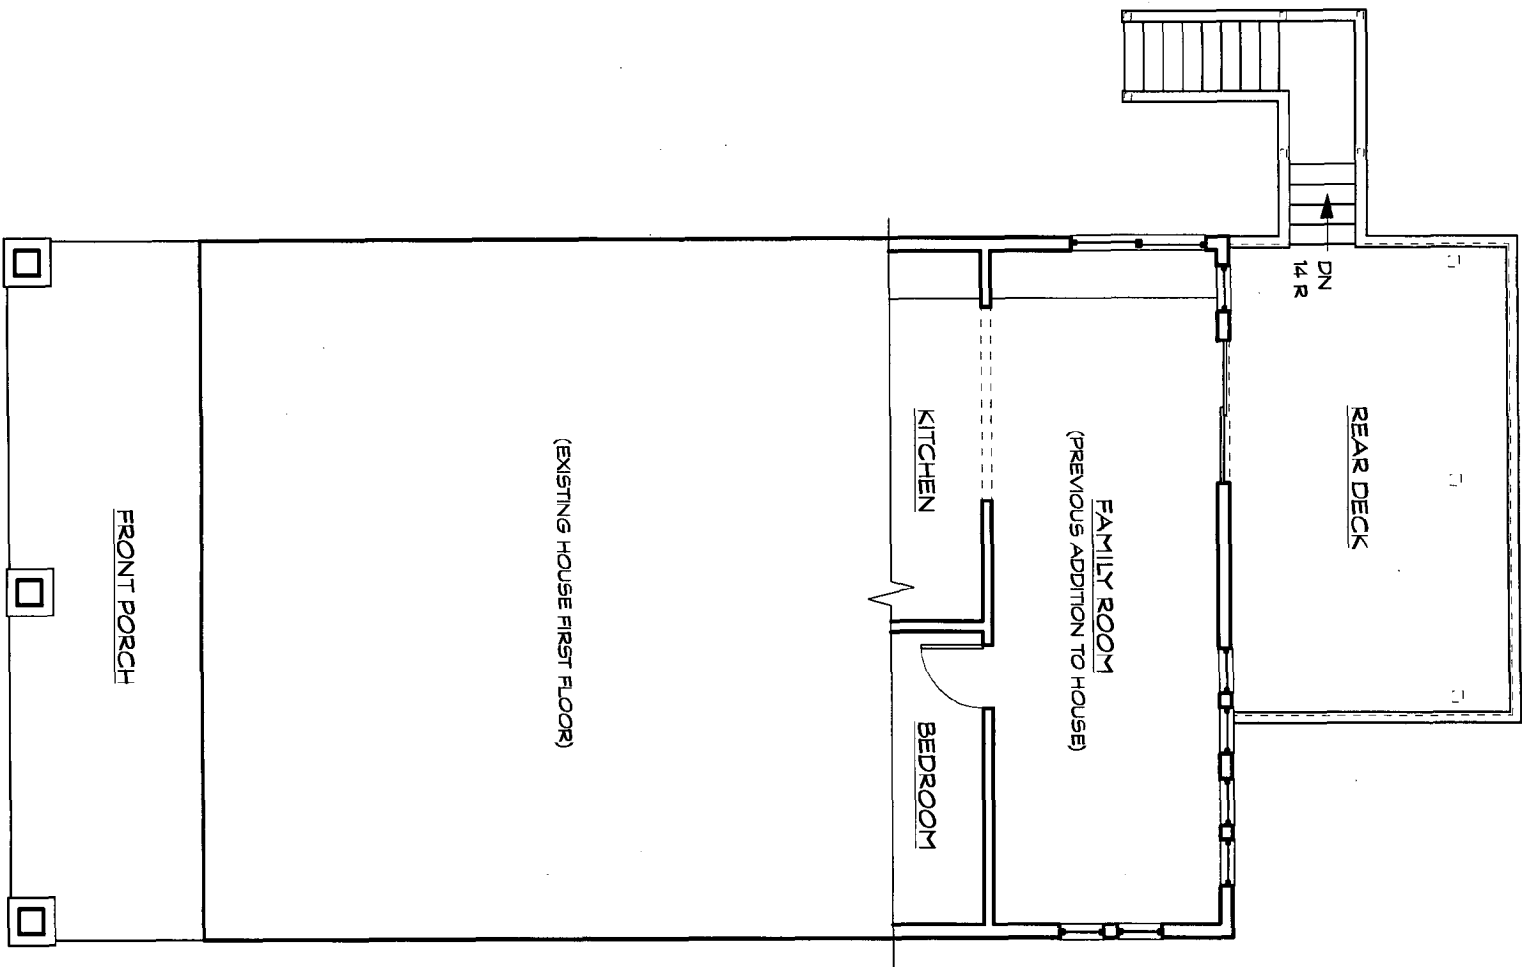 DN
14 R
REAR DECK
FAMILY ROOM
(PREVIOUS ADDITION TO HOUSE)
KITCHEN
BEDROOM
(EXISTING HOUSE FIRST FLOOR)
FRONT PORCH